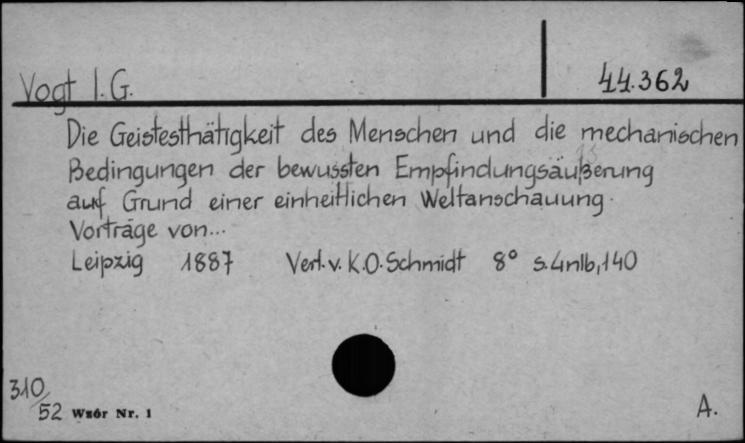 Vogt I. G.
44.362
Die Geistesthätigkeit des Menschen und die mechanischen
Bedingungen der bewussten Empfindungsäußerung
auf Grund einer einheitlichen Weltanschauung.
Vorträge von...
Leipzig 1887 Verl. v. K. O. Schmidt 8° s. 4nlb, 140
310/52 Wzór Nr. 1
A.